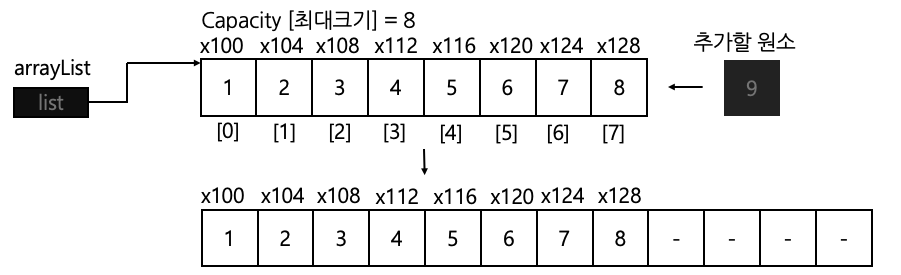 Capacity [최대크기] = 8
x100 x104 x108 x112 x116 x120 x124 x128
추가할 원소
arrayList
list
1 2 3 4 5 6 7 8
9
[0] [1] [2] [3] [4] [5] [6] [7]
x100 x104 x108 x112 x116 x120 x124 x128
1 2 3 4 5 6 7 8 - - - -